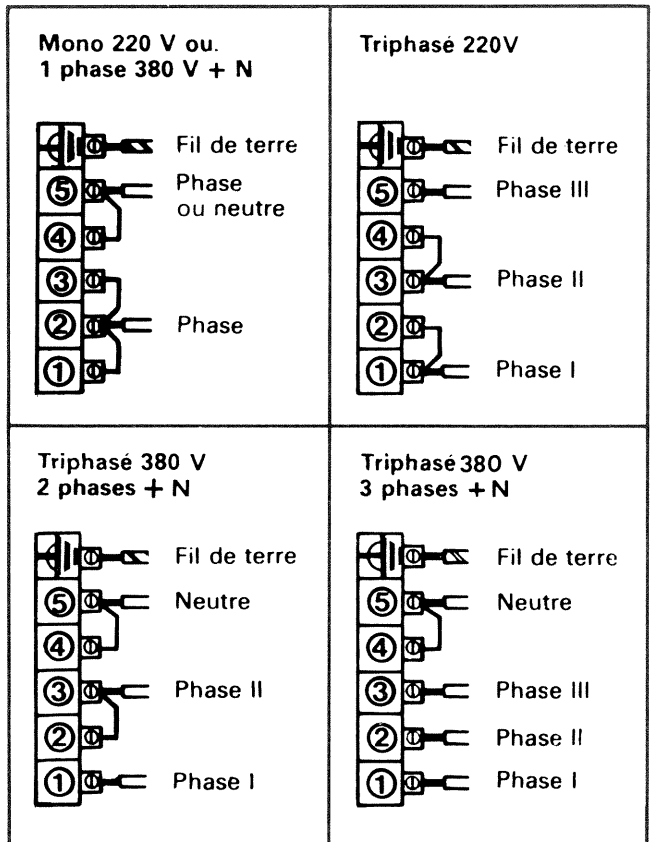 Mono 220 V ou.
1 phase 380 V + N
Fil de terre
5 Phase
ou neutre
4
3
2 Phase
1
Triphasé 220V
Fil de terre
5 Phase III
4
3 Phase II
2
1 Phase I
Triphasé 380 V
2 phases + N
Fil de terre
5 Neutre
4
3 Phase II
2
1 Phase I
Triphasé 380 V
3 phases + N
Fil de terre
5 Neutre
4
3 Phase III
2 Phase II
1 Phase I